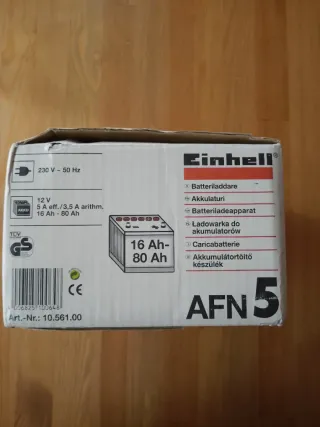 230 V ~ 50 Hz
12 V
5 A eff./3,5 A arithm.
16 Ah - 80 Ah
TÜV
GS
CE
Art.-Nr.: 10.561.00
16 Ah-
80 Ah
Einhell
Batteriladdare
Akkulaturi
Batteriladeapparat
Ładowarka do
akumulatorów
Caricabatterie
Akkumulátortöltő
készülék
AFN 5